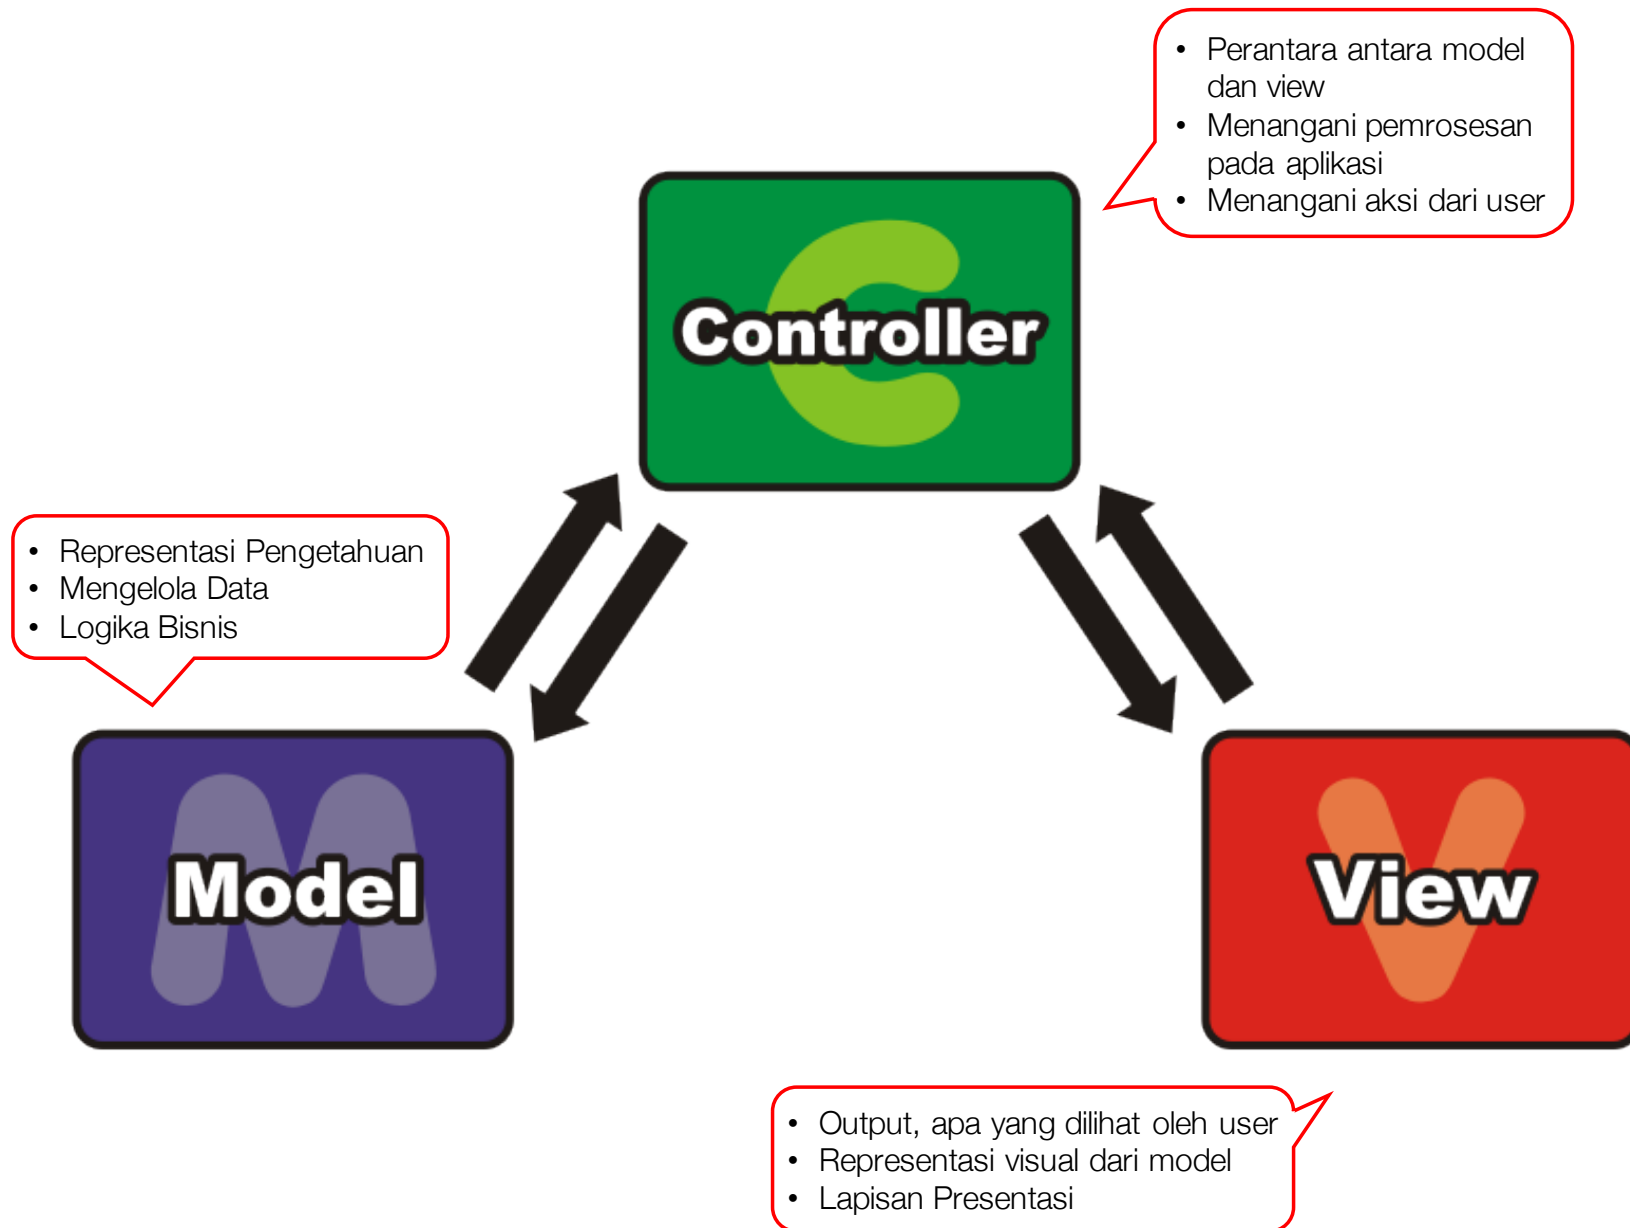 • Perantara antara model
dan view
• Menangani pemrosesan
pada aplikasi
• Menangani aksi dari user
C
Controller
• Representasi Pengetahuan
• Mengelola Data
• Logika Bisnis
M
Model
V
View
• Output, apa yang dilihat oleh user
• Representasi visual dari model
• Lapisan Presentasi